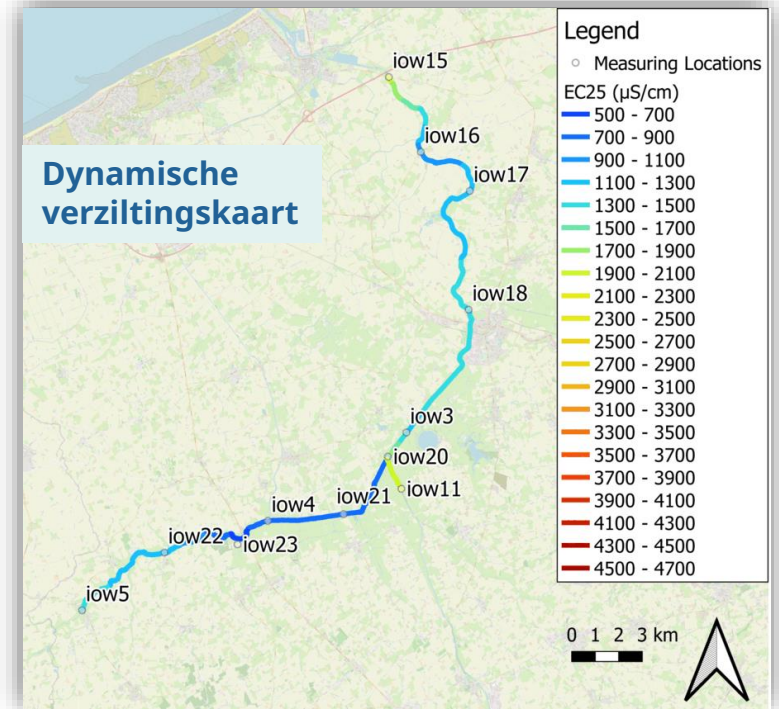 Dynamische
verziltingskaart
iow15
iow16
iow17
iow18
iow3
iow20
iow11
iow21
iow4
iow22
iow23
iow5
Legend
Measuring Locations
EC25 (µS/cm)
500 - 700
700 - 900
900 - 1100
1100 - 1300
1300 - 1500
1500 - 1700
1700 - 1900
1900 - 2100
2100 - 2300
2300 - 2500
2500 - 2700
2700 - 2900
2900 - 3100
3100 - 3300
3300 - 3500
3500 - 3700
3700 - 3900
3900 - 4100
4100 - 4300
4300 - 4500
4500 - 4700
0 1 2 3 km